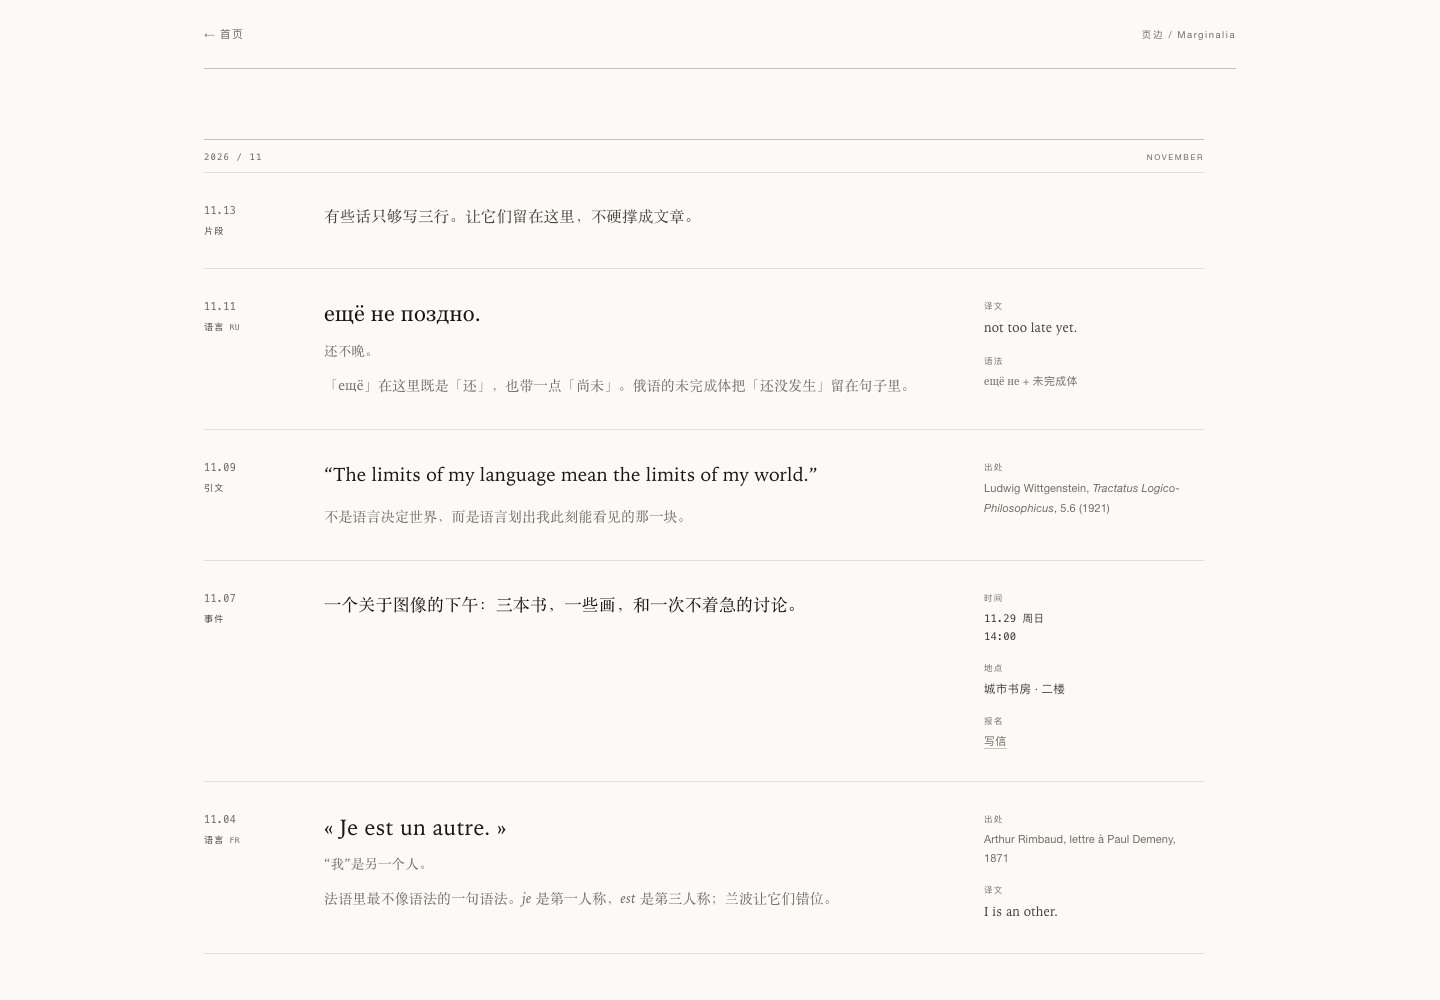 ← 首页
页边 / Marginalia
2026 / 11
NOVEMBER
11.13
片段
有些话只够写三行。让它们留在这里，不硬撑成文章。
11.11
语言 RU
ещё не поздно.
还不晚。
「ещё」在这里既是「还」，也带一点「尚未」。俄语的未完成体把「还没发生」留在句子里。
译文
not too late yet.
语法
ещё не + 未完成体
11.09
引文
“The limits of my language mean the limits of my world.”
不是语言决定世界，而是语言划出我此刻能看见的那一块。
出处
Ludwig Wittgenstein, Tractatus Logico-
Philosophicus, 5.6 (1921)
11.07
事件
一个关于图像的下午：三本书，一些画，和一次不着急的讨论。
时间
11.29 周日
14:00
地点
城市书房 · 二楼
报名
写信
11.04
语言 FR
« Je est un autre. »
“我”是另一个人。
法语里最不像语法的一句语法。je 是第一人称，est 是第三人称；兰波让它们错位。
出处
Arthur Rimbaud, lettre à Paul Demeny,
1871
译文
I is an other.